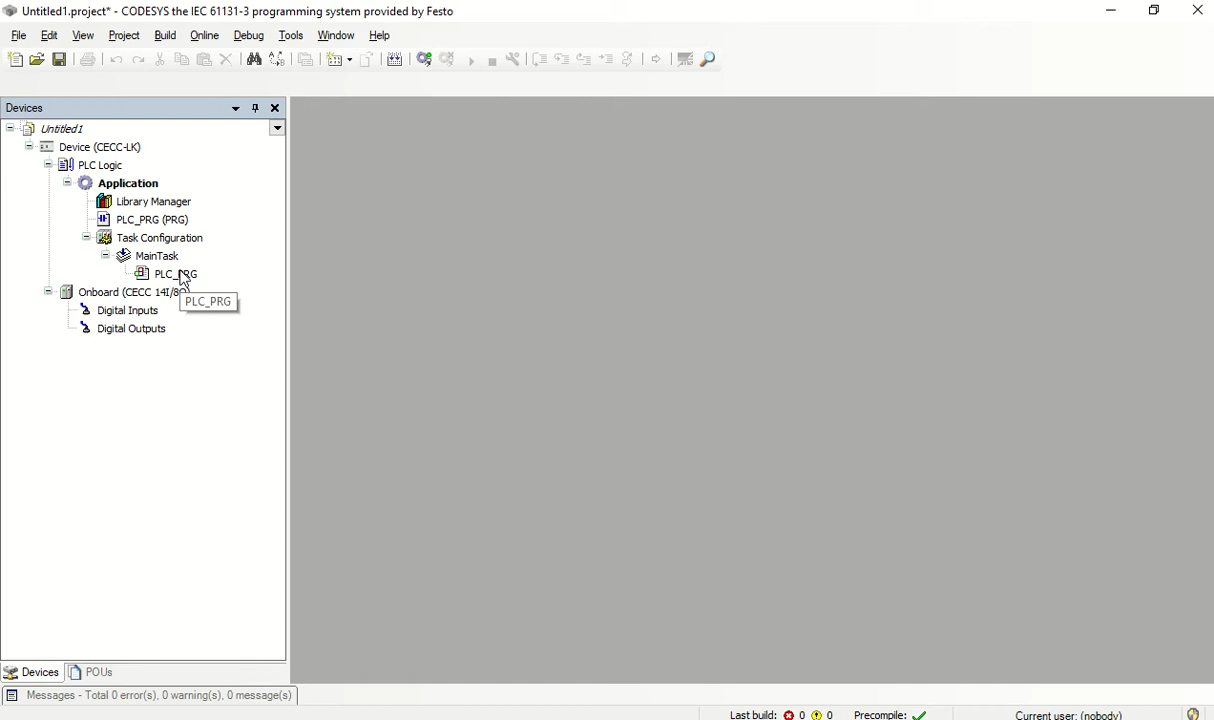 Untitled1.project* - CODESYS the IEC 61131-3 programming system provided by Festo
File Edit View Project Build Online Debug Tools Window Help
Devices
Untitled1
Device (CECC-LK)
PLC Logic
Application
Library Manager
PLC_PRG (PRG)
Task Configuration
MainTask
PLC_PRG
Onboard (CECC 14I/8O)
PLC_PRG
Digital Inputs
Digital Outputs
Devices POUs
Messages - Total 0 error(s), 0 warning(s), 0 message(s)
Last build: 0 0 Precompile: Current user: (nobody)